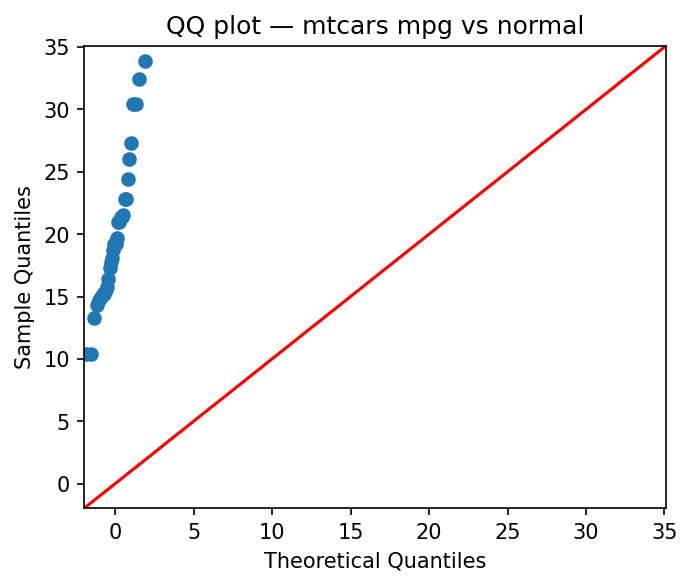 QQ plot — mtcars mpg vs normal
35
30
25
20
15
10
5
0
Sample Quantiles
0 5 10 15 20 25 30 35
Theoretical Quantiles